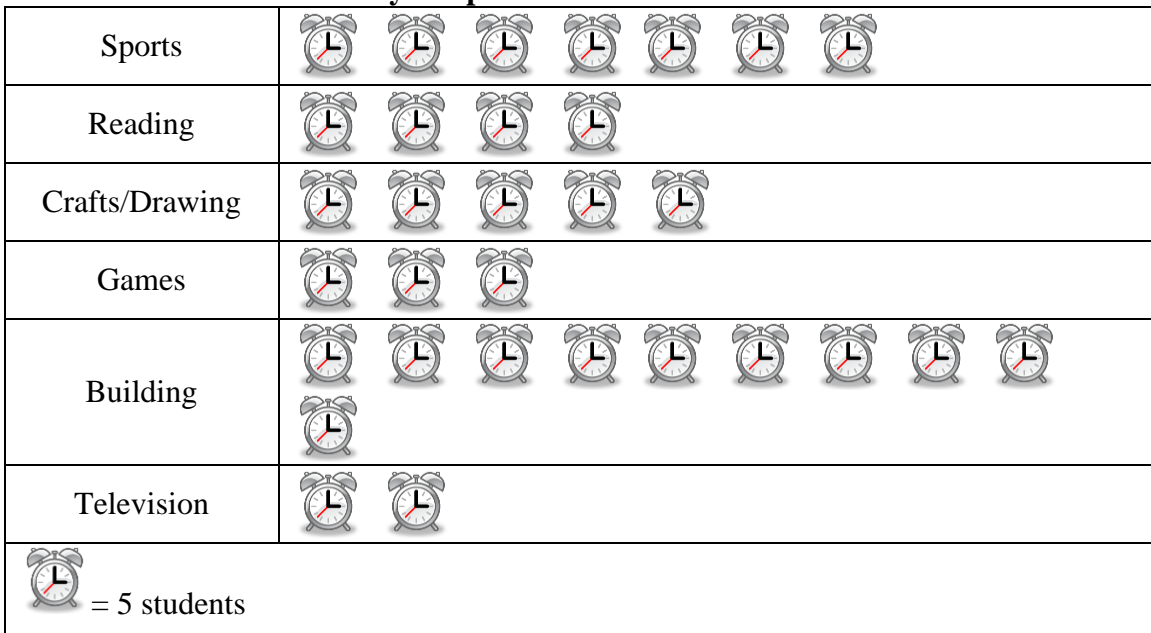 Sports
Reading
Crafts/Drawing
Games
Building
Television
= 5 students